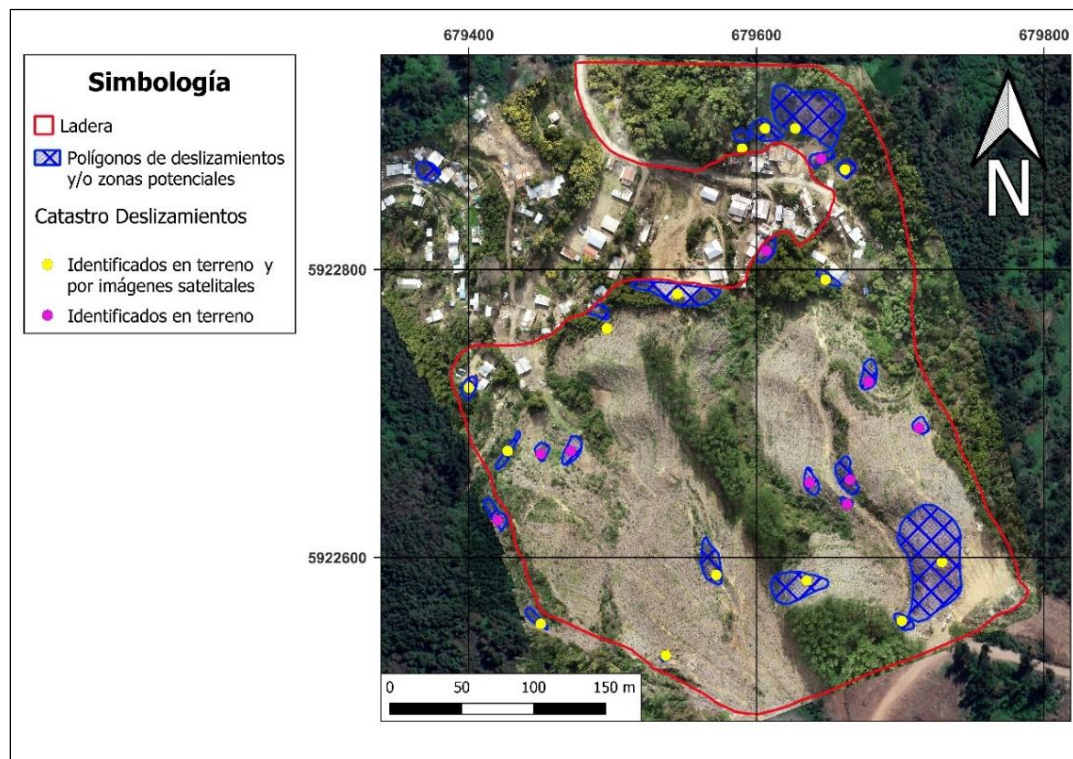 Simbología
Ladera
Polígonos de deslizamientos
y/o zonas potenciales
Catastro Deslizamientos
Identificados en terreno y
por imágenes satelitales
Identificados en terreno
679400
679600
679800
N
5922800
5922600
0 50 100 150 m